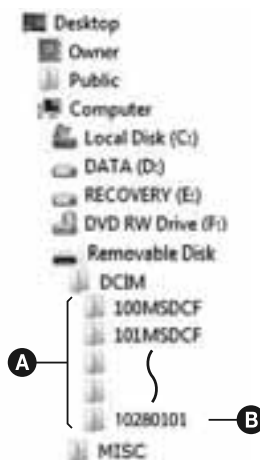 Desktop
Owner
Public
Computer
Local Disk (C:)
DATA (D:)
RECOVERY (E:)
DVD RW Drive (F:)
Removable Disk
DCIM
100MSDCF
101MSDCF
A
10280101
B
MISC